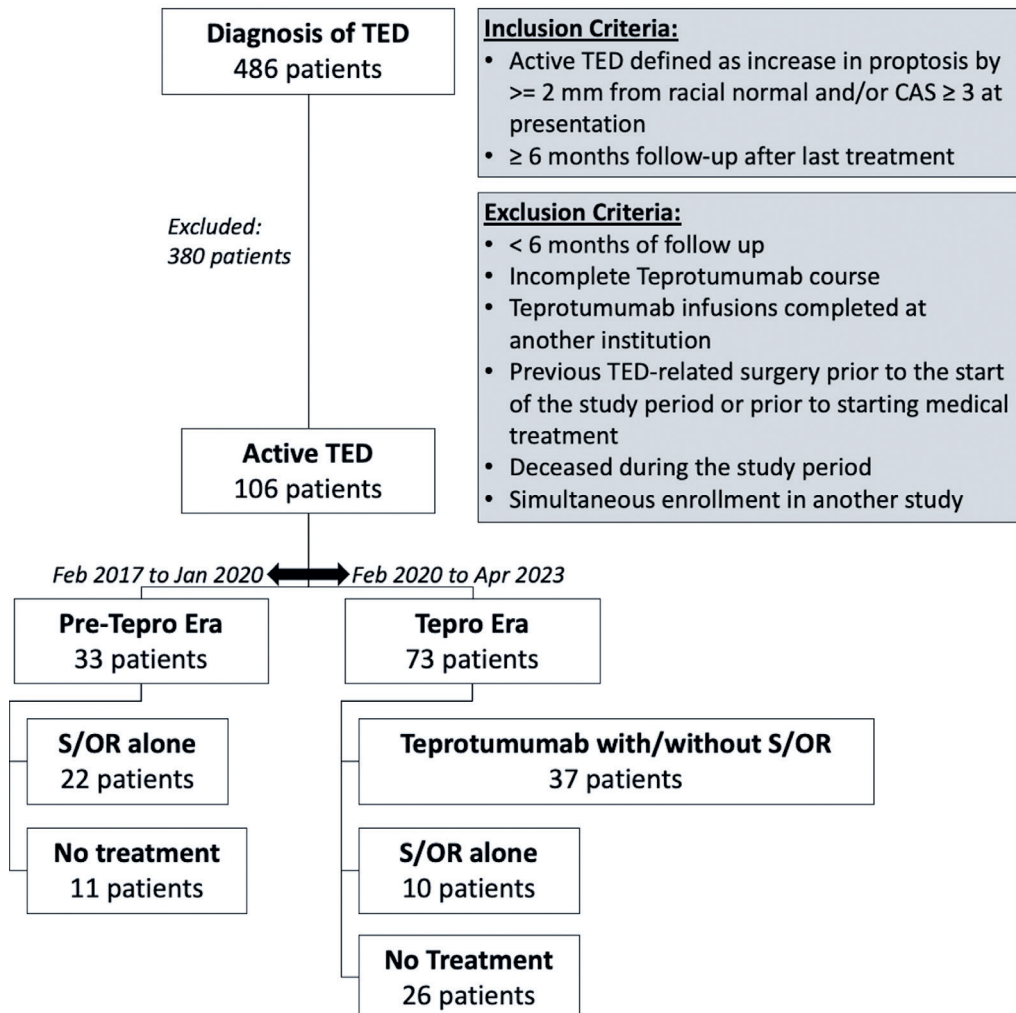 Diagnosis of TED
486 patients
Inclusion Criteria:
• Active TED defined as increase in proptosis by
>= 2 mm from racial normal and/or CAS ≥ 3 at
presentation
• ≥ 6 months follow-up after last treatment
Excluded:
380 patients
Exclusion Criteria:
• < 6 months of follow up
• Incomplete Teprotumumab course
• Teprotumumab infusions completed at
another institution
• Previous TED-related surgery prior to the start
of the study period or prior to starting medical
treatment
• Deceased during the study period
• Simultaneous enrollment in another study
Active TED
106 patients
Feb 2017 to Jan 2020
Feb 2020 to Apr 2023
Pre-Tepro Era
33 patients
Tepro Era
73 patients
S/OR alone
22 patients
No treatment
11 patients
Teprotumumab with/without S/OR
37 patients
S/OR alone
10 patients
No Treatment
26 patients